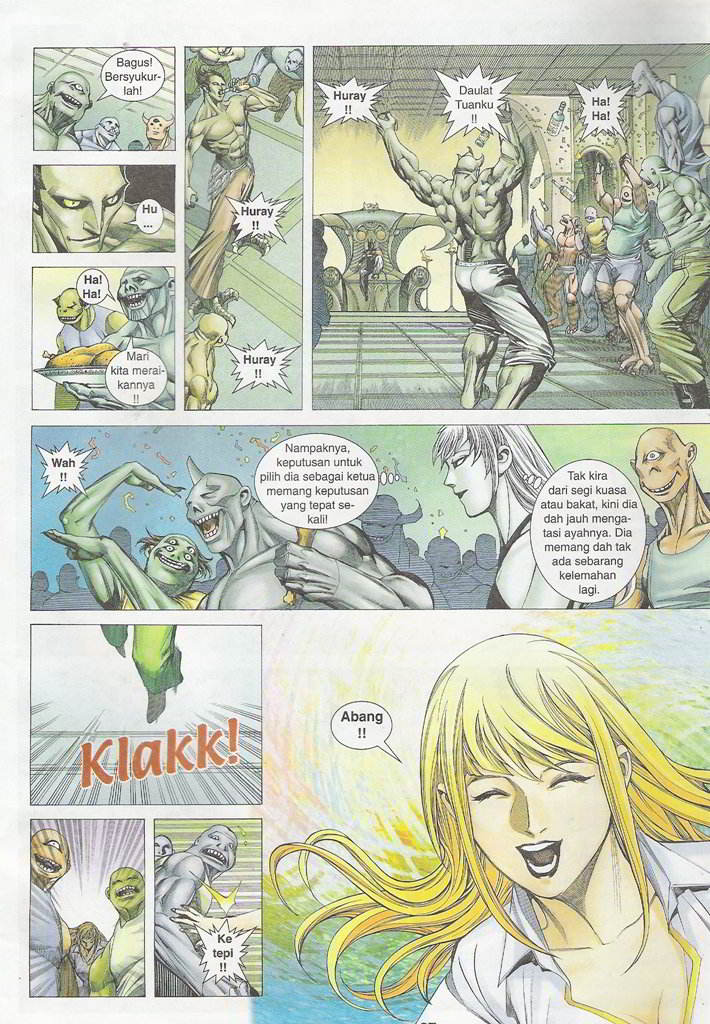 Bagus!
Bersyukur-
lah!
Hu
...
Ha!
Ha!
Mari
kita merai-
kannya
!!
Huray
!!
Huray
!!
Huray
!!
Daulat
Tuanku
!!
Ha!
Ha!
Wah
!!
Nampaknya,
keputusan untuk
pilih dia sebagai ketua
memang keputusan
yang tepat se-
kali!
Tak kira
dari segi kuasa
atau bakat, kini dia
dah jauh menga-
tasi ayahnya. Dia
memang dah tak
ada sebarang
kelemahan
lagi.
Klakk!
Abang
!!
Ke
tepi
!!